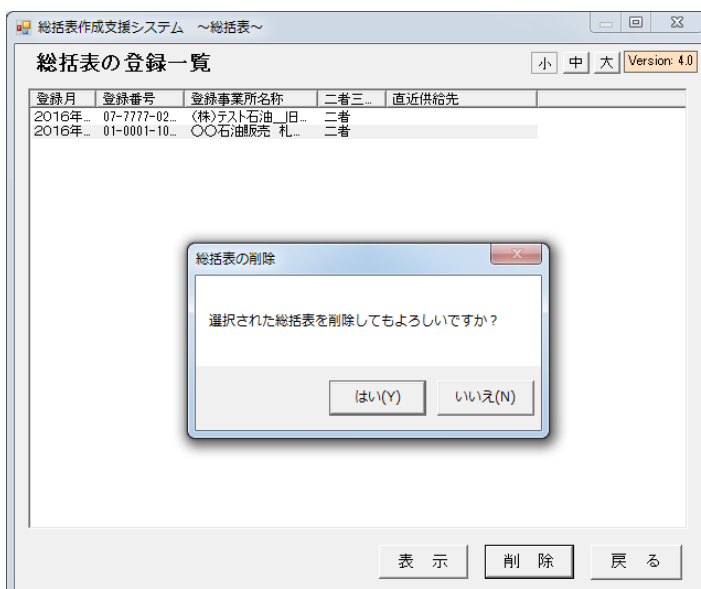 総括表作成支援システム　～総括表～
総括表の登録一覧
小 中 大 Version: 4.0
登録月 登録番号 登録事業所名称 二者三... 直近供給先
2016年... 07-7777-02... (株)テスト石油__旧... 二者
2016年... 01-0001-10... 〇〇石油販売 札... 二者
総括表の削除
選択された総括表を削除してもよろしいですか？
はい(Y) いいえ(N)
表 示 削 除 戻 る